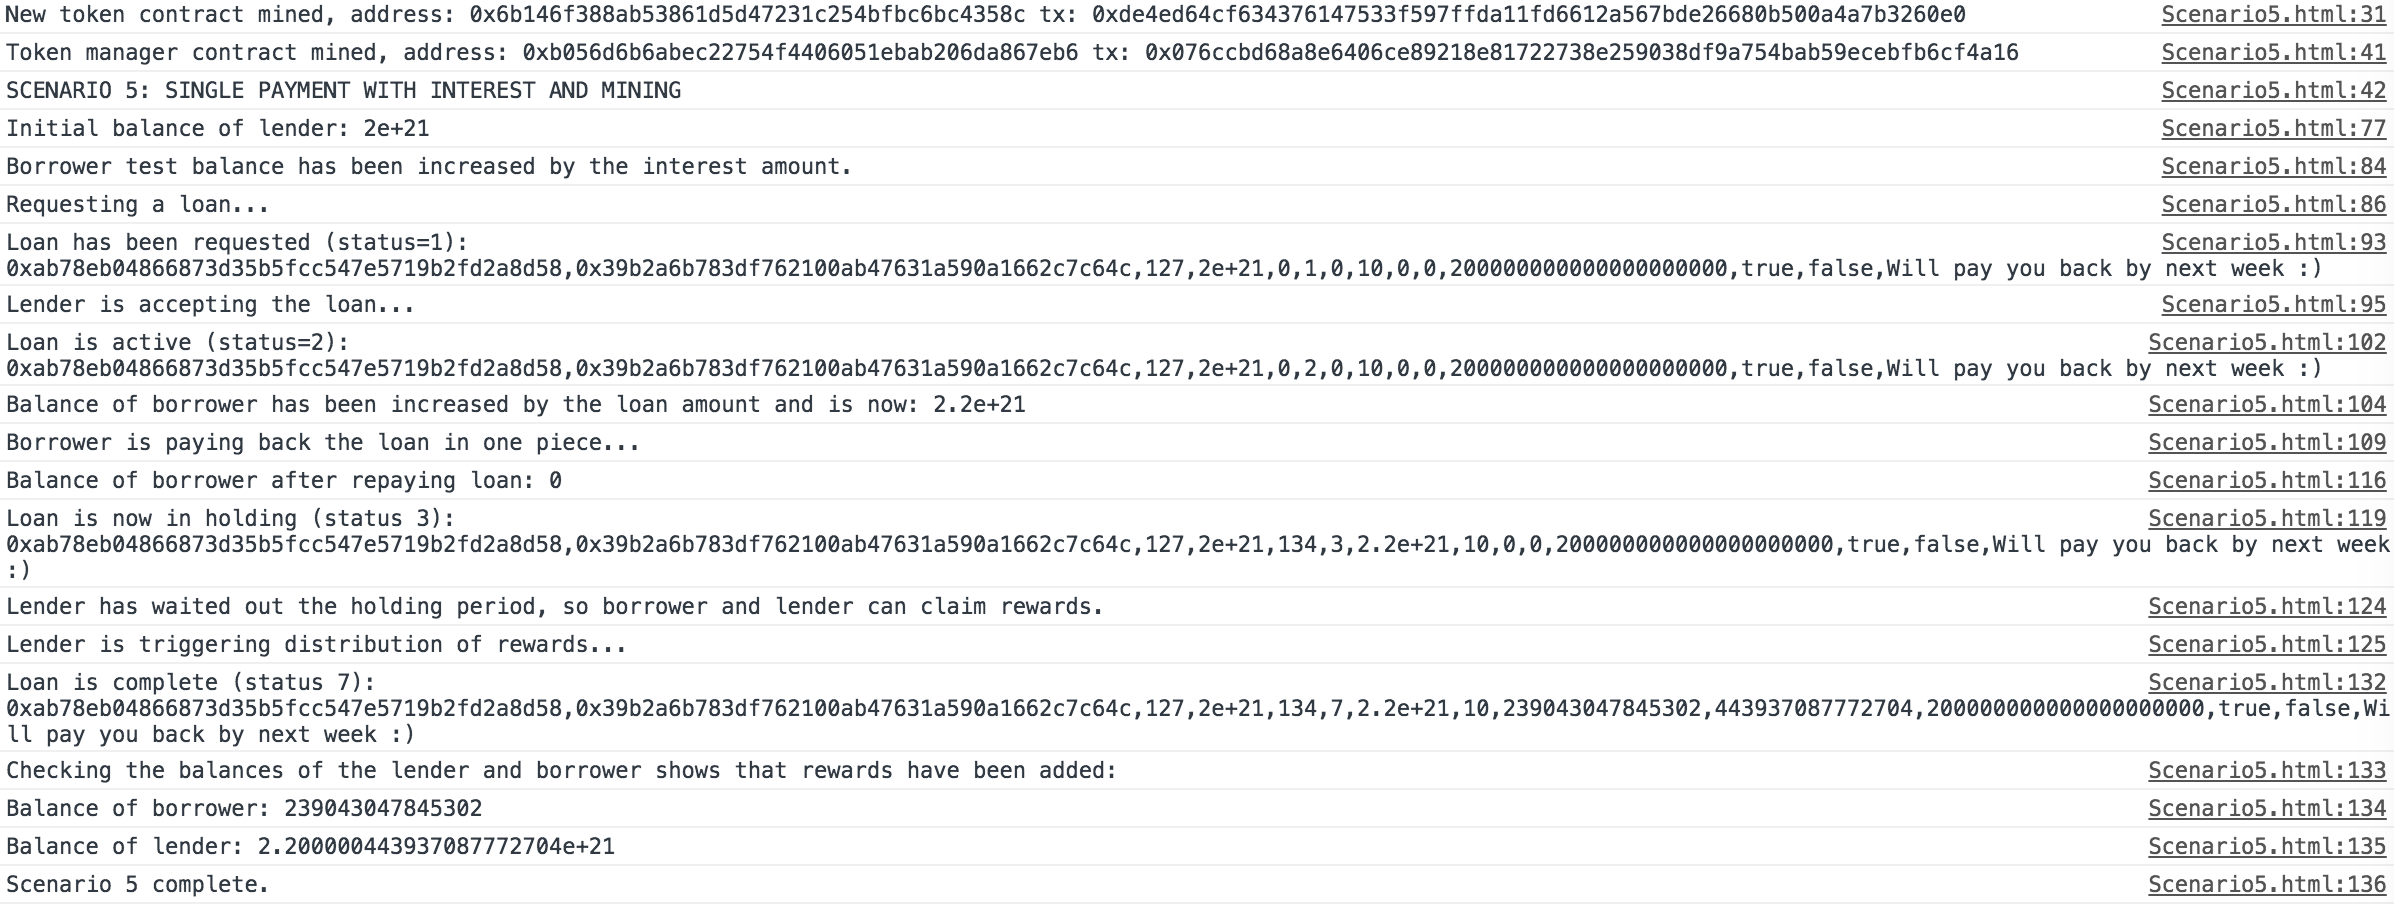 New token contract mined, address: 0x6b146f388ab53861d5d47231c254bfbc6bc4358c tx: 0xde4ed64cf634376147533f597ffda11fd6612a567bde26680b500a4a7b3260e0 Scenario5.html:31
Token manager contract mined, address: 0xb056d6b6abec22754f4406051ebab206da867eb6 tx: 0x076ccbd68a8e6406ce89218e81722738e259038df9a754bab59ecebfb6cf4a16 Scenario5.html:41
SCENARIO 5: SINGLE PAYMENT WITH INTEREST AND MINING Scenario5.html:42
Initial balance of lender: 2e+21 Scenario5.html:77
Borrower test balance has been increased by the interest amount. Scenario5.html:84
Requesting a loan... Scenario5.html:86
Loan has been requested (status=1): Scenario5.html:93
0xab78eb04866873d35b5fcc547e5719b2fd2a8d58,0x39b2a6b783df762100ab47631a590a1662c7c64c,127,2e+21,0,1,0,10,0,0,200000000000000000000,true,false,Will pay you back by next week :)
Lender is accepting the loan... Scenario5.html:95
Loan is active (status=2): Scenario5.html:102
0xab78eb04866873d35b5fcc547e5719b2fd2a8d58,0x39b2a6b783df762100ab47631a590a1662c7c64c,127,2e+21,0,2,0,10,0,0,200000000000000000000,true,false,Will pay you back by next week :)
Balance of borrower has been increased by the loan amount and is now: 2.2e+21 Scenario5.html:104
Borrower is paying back the loan in one piece... Scenario5.html:109
Balance of borrower after repaying loan: 0 Scenario5.html:116
Loan is now in holding (status 3): Scenario5.html:119
0xab78eb04866873d35b5fcc547e5719b2fd2a8d58,0x39b2a6b783df762100ab47631a590a1662c7c64c,127,2e+21,134,3,2.2e+21,10,0,0,200000000000000000000,true,false,Will pay you back by next week
:)
Lender has waited out the holding period, so borrower and lender can claim rewards. Scenario5.html:124
Lender is triggering distribution of rewards... Scenario5.html:125
Loan is complete (status 7): Scenario5.html:132
0xab78eb04866873d35b5fcc547e5719b2fd2a8d58,0x39b2a6b783df762100ab47631a590a1662c7c64c,127,2e+21,134,7,2.2e+21,10,239043047845302,443937087772704,200000000000000000000,true,false,Wi
ll pay you back by next week :)
Checking the balances of the lender and borrower shows that rewards have been added: Scenario5.html:133
Balance of borrower: 239043047845302 Scenario5.html:134
Balance of lender: 2.200000443937087772704e+21 Scenario5.html:135
Scenario 5 complete. Scenario5.html:136